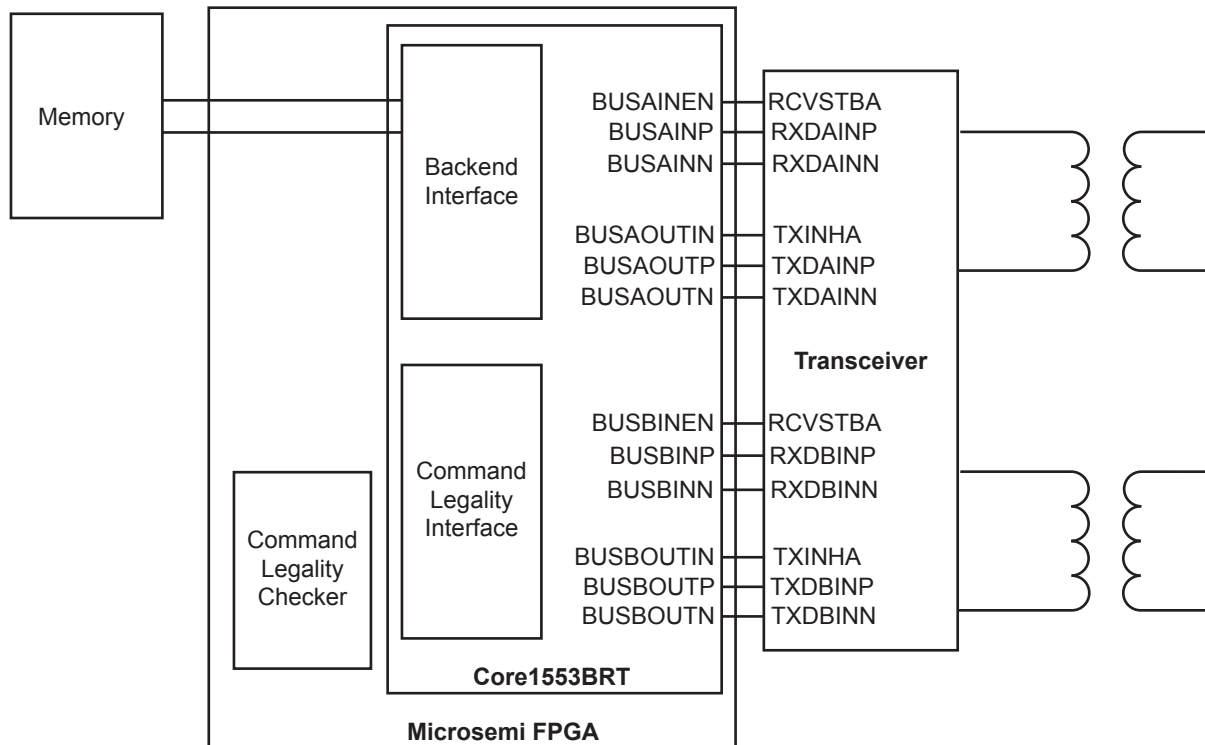 Memory
Backend
Interface
BUSAINEN
RCVSTBA
BUSAINP
RXDAINP
BUSAINN
RXDAINN
BUSAOUTIN
TXINHA
BUSAOUTP
TXDAINP
BUSAOUTN
TXDAINN
Transceiver
Command
Legality
Interface
BUSBINEN
RCVSTBA
BUSBINP
RXDBINP
BUSBINN
RXDBINN
BUSBOUTIN
TXINHA
BUSBOUTP
TXDBINP
BUSBOUTN
TXDBINN
Command
Legality
Checker
Core1553BRT
Microsemi FPGA